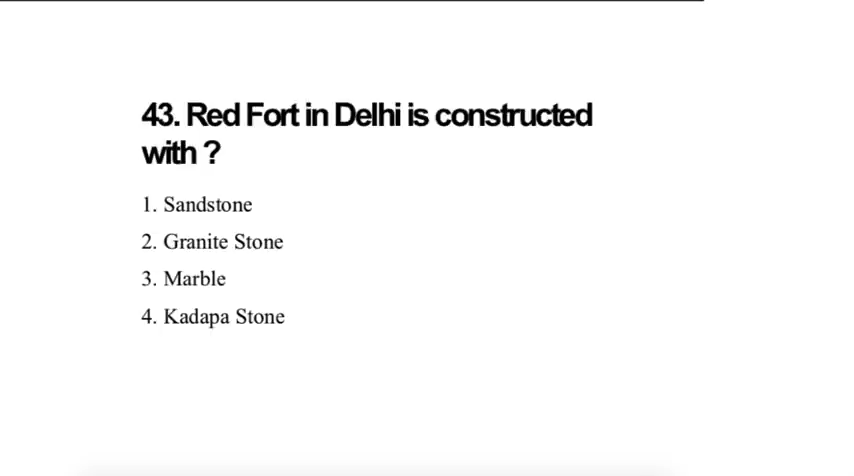 43. Red Fort in Delhi is constructed
with ?
1. Sandstone
2. Granite Stone
3. Marble
4. Kadapa Stone